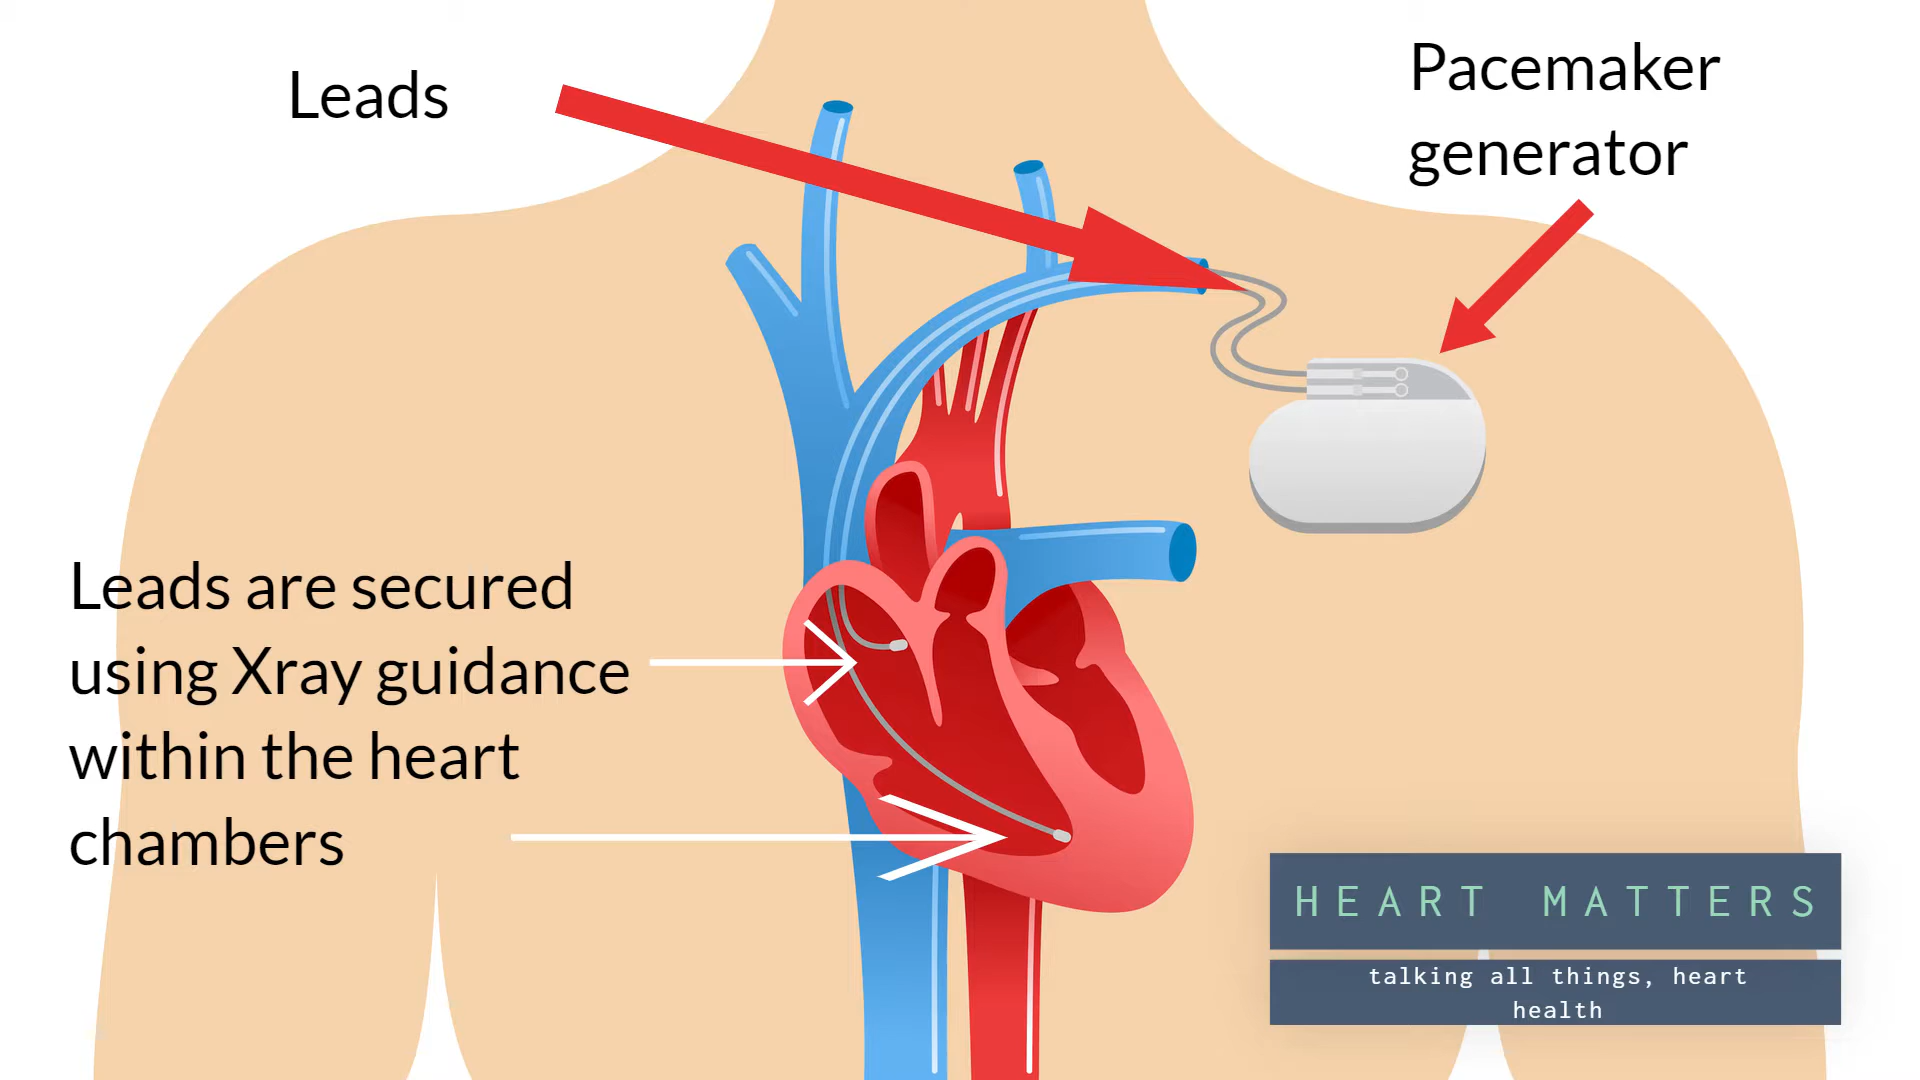 Leads
Pacemaker
generator
Leads are secured
using Xray guidance
within the heart
chambers
HEART MATTERS
talking all things, heart
health